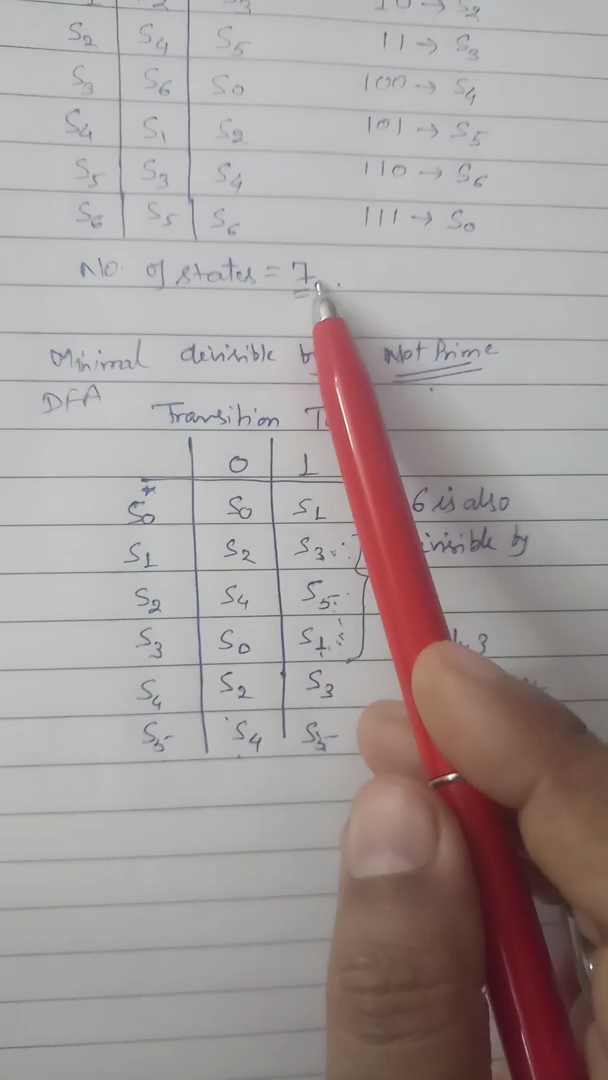 10 → S2
S2 S4 S5 11 → S3
S3 S6 S0 100 → S4
S4 S1 S2 101 → S5
S5 S3 S4 110 → S6
S6 S5 S6 111 → S0
No. of states = 7
Minimal devisible Not Prime
DFA
Transition
0 1
S0* S0 S1 6 is also
S1 S2 S3 by
S2 S4 S5
S3 S0 S1 3
S4 S2 S3
S5 S4 S5